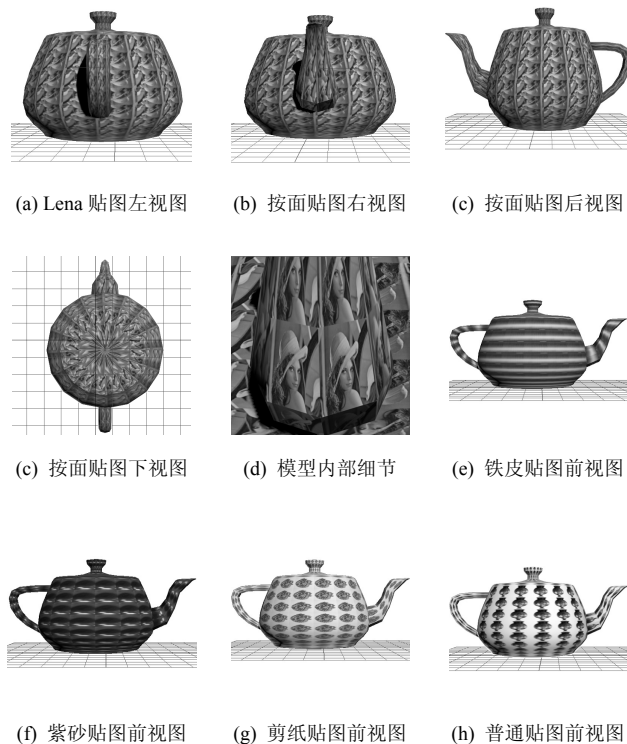 (a) Lena 贴图左视图
(b) 按面贴图右视图
(c) 按面贴图后视图
(c) 按面贴图下视图
(d) 模型内部细节
(e) 铁皮贴图前视图
(f) 紫砂贴图前视图
(g) 剪纸贴图前视图
(h) 普通贴图前视图